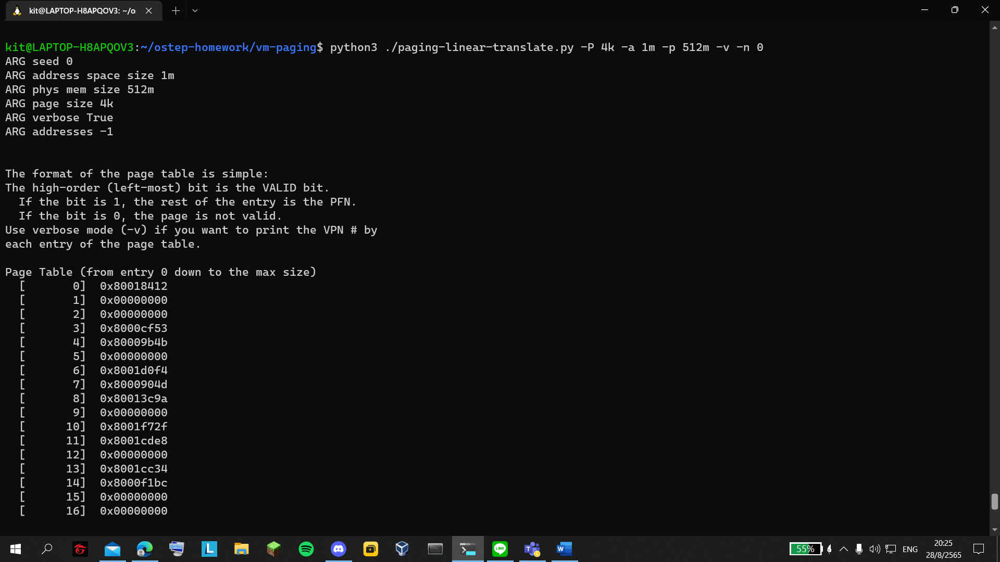 kit@LAPTOP-H8APQOV3: ~/o
kit@LAPTOP-H8APQOV3:~/ostep-homework/vm-paging$ python3 ./paging-linear-translate.py -P 4k -a 1m -p 512m -v -n 0
ARG seed 0
ARG address space size 1m
ARG phys mem size 512m
ARG page size 4k
ARG verbose True
ARG addresses -1
The format of the page table is simple:
The high-order (left-most) bit is the VALID bit.
  If the bit is 1, the rest of the entry is the PFN.
  If the bit is 0, the page is not valid.
Use verbose mode (-v) if you want to print the VPN # by
each entry of the page table.
Page Table (from entry 0 down to the max size)
  [       0]  0x80018412
  [       1]  0x00000000
  [       2]  0x00000000
  [       3]  0x8000cf53
  [       4]  0x80009b4b
  [       5]  0x00000000
  [       6]  0x8001d0f4
  [       7]  0x8000904d
  [       8]  0x80013c9a
  [       9]  0x00000000
  [      10]  0x8001f72f
  [      11]  0x8001cde8
  [      12]  0x00000000
  [      13]  0x8001cc34
  [      14]  0x8000f1bc
  [      15]  0x00000000
  [      16]  0x00000000
L
LINE
T
W
55%
ENG
20:25
28/8/2565